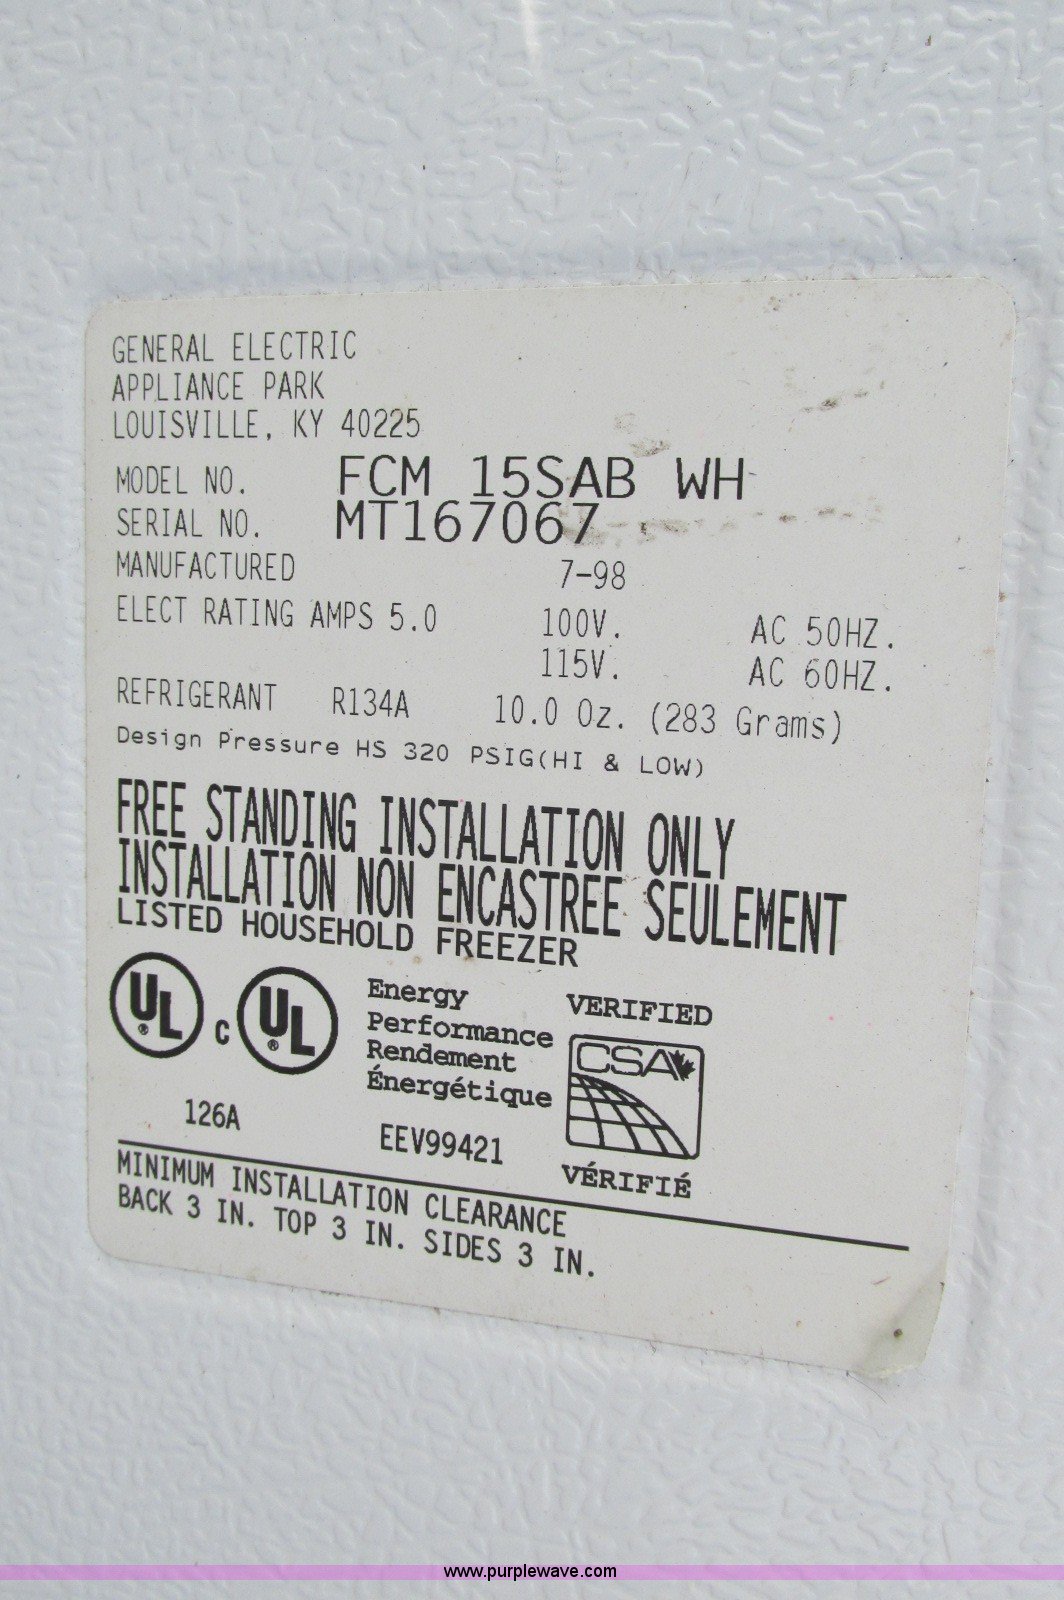 GENERAL ELECTRIC
APPLIANCE PARK
LOUISVILLE, KY 40225
MODEL NO. FCM 15SAB WH
SERIAL NO. MT167067
MANUFACTURED 7-98
ELECT RATING AMPS 5.0 100V. AC 50HZ.
115V. AC 60HZ.
REFRIGERANT R134A 10.0 Oz. (283 Grams)
Design Pressure HS 320 PSIG(HI & LOW)
FREE STANDING INSTALLATION ONLY
INSTALLATION NON ENCASTREE SEULEMENT
LISTED HOUSEHOLD FREEZER
UL® C UL®
Energy
Performance
Rendement
Énergétique
VERIFIED
CSA
VÉRIFIÉ
126A EEV99421
MINIMUM INSTALLATION CLEARANCE
BACK 3 IN. TOP 3 IN. SIDES 3 IN.
www.purplewave.com